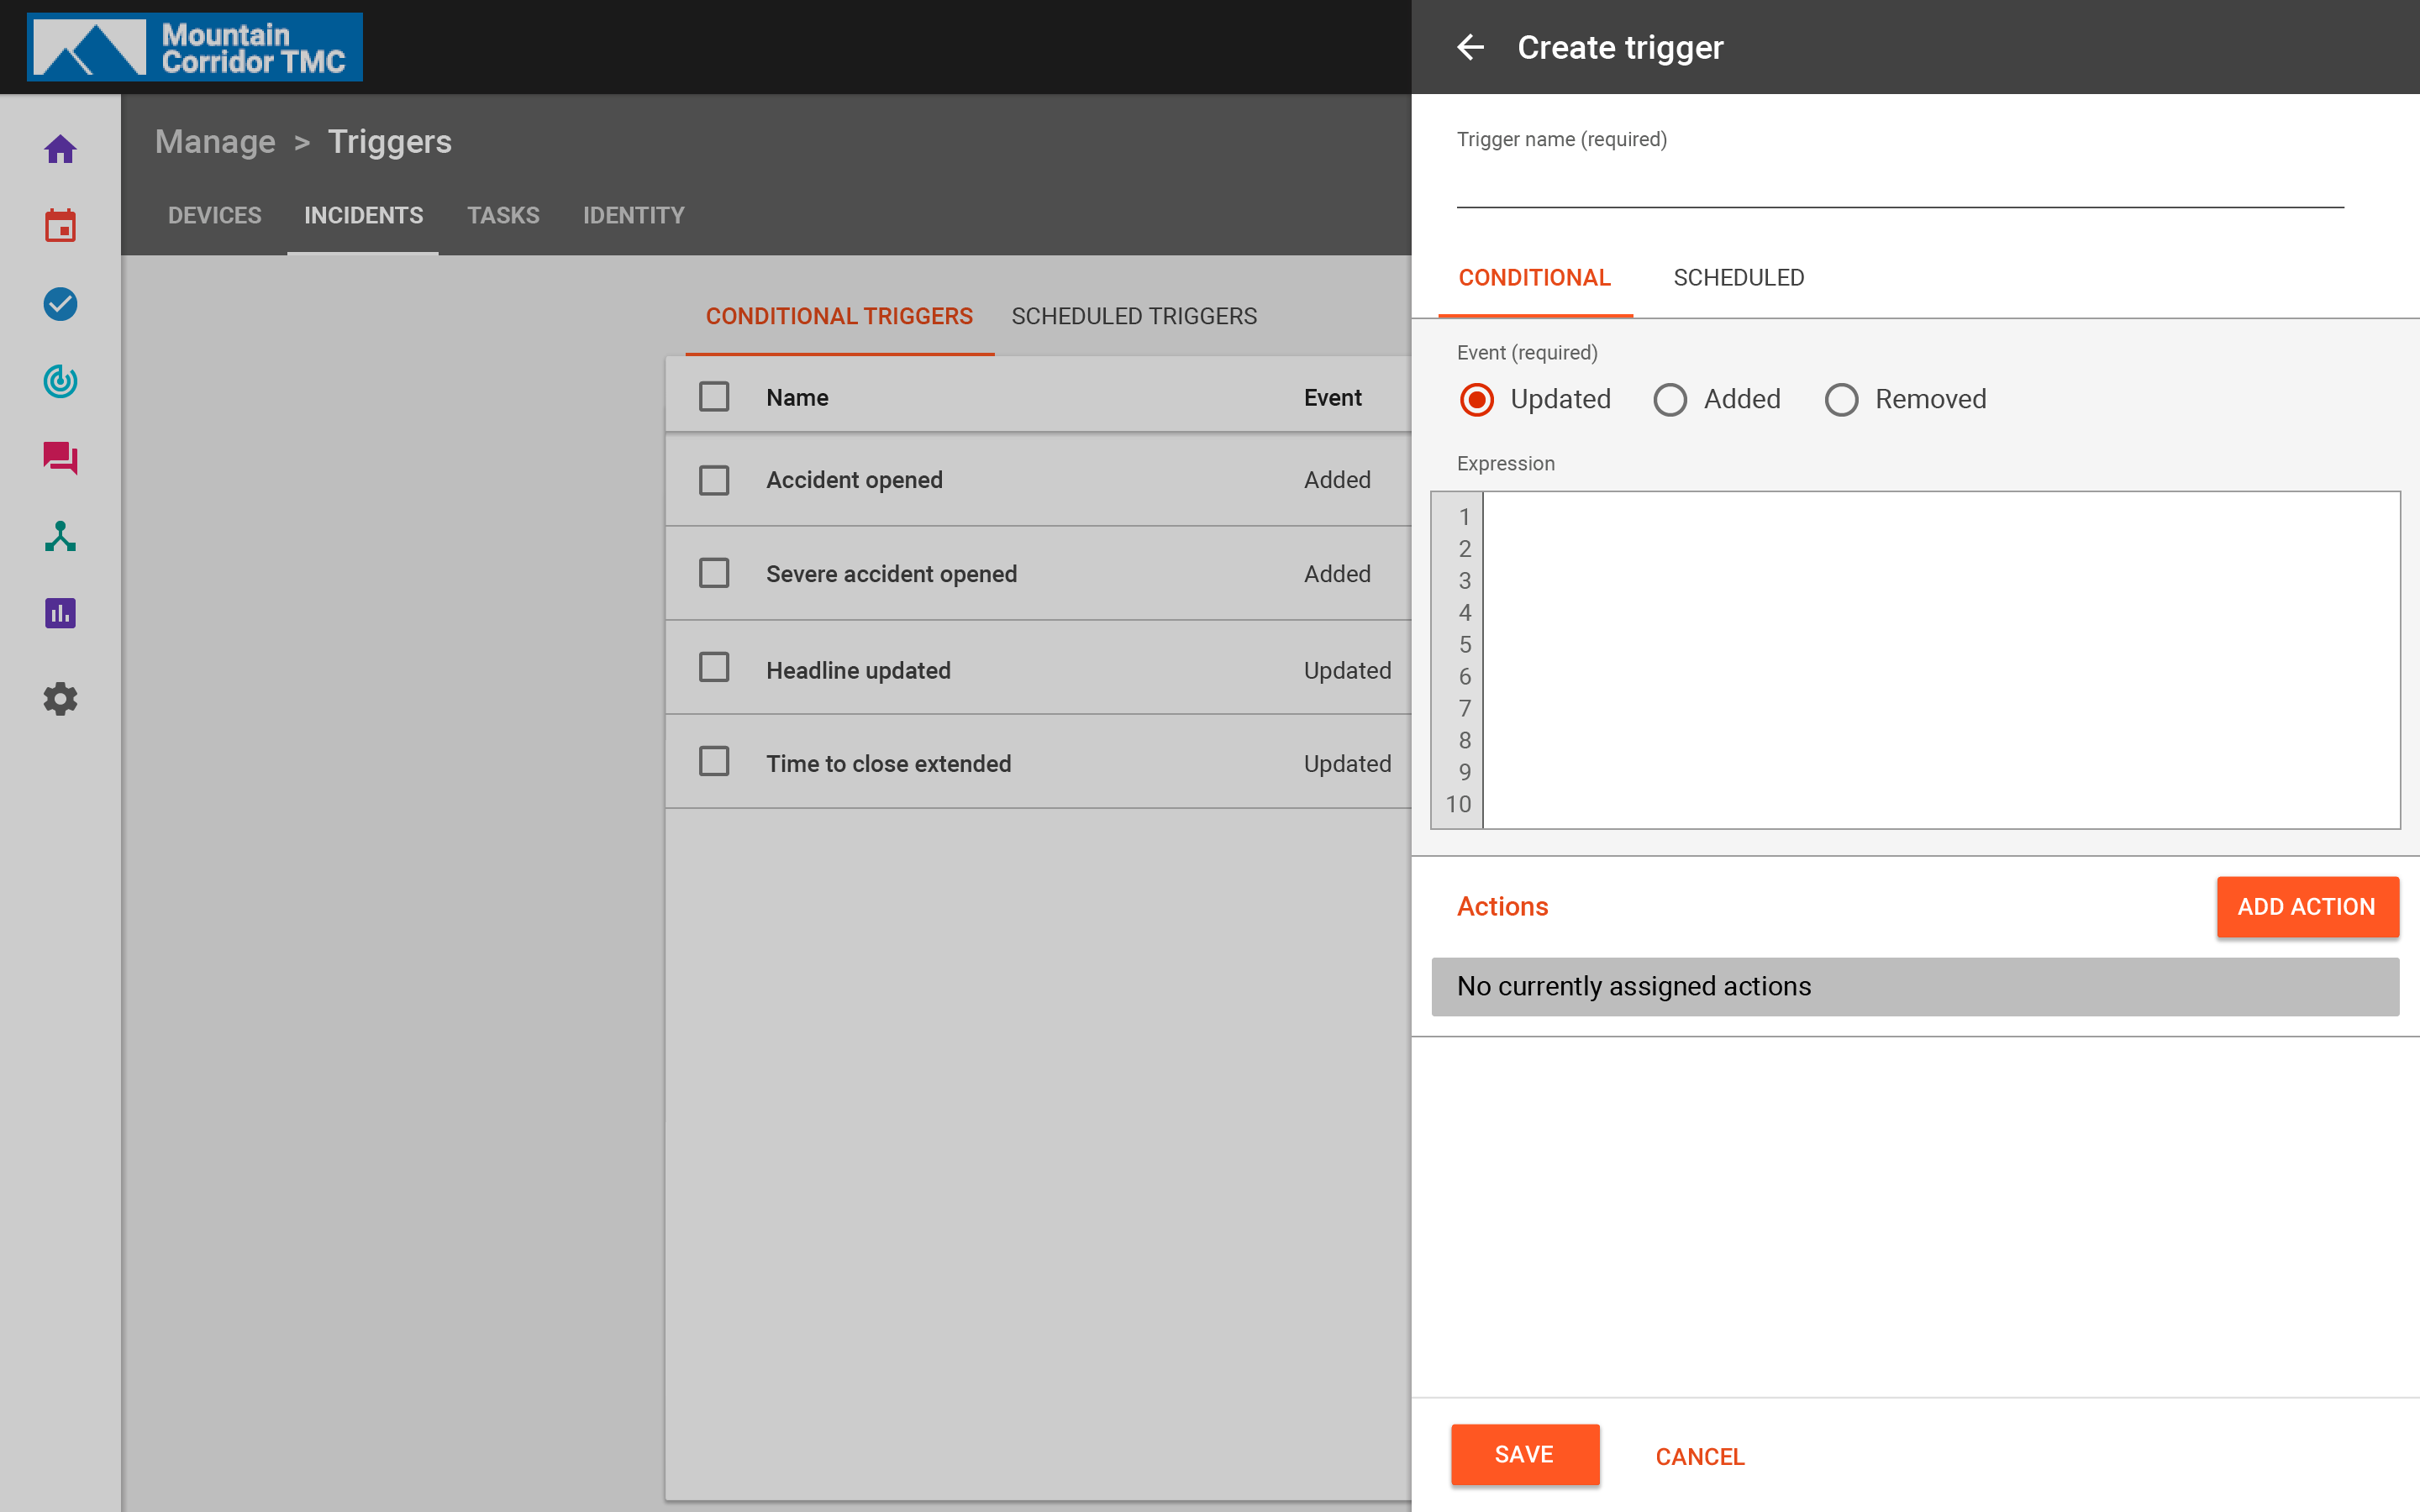 Mountain
Corridor TMC
Create trigger
Manage > Triggers
DEVICES INCIDENTS TASKS IDENTITY
CONDITIONAL TRIGGERS SCHEDULED TRIGGERS
Name Event
Accident opened Added
Severe accident opened Added
Headline updated Updated
Time to close extended Updated
Trigger name (required)
CONDITIONAL SCHEDULED
Event (required)
Updated Added Removed
Expression
1
2
3
4
5
6
7
8
9
10
Actions ADD ACTION
No currently assigned actions
SAVE CANCEL